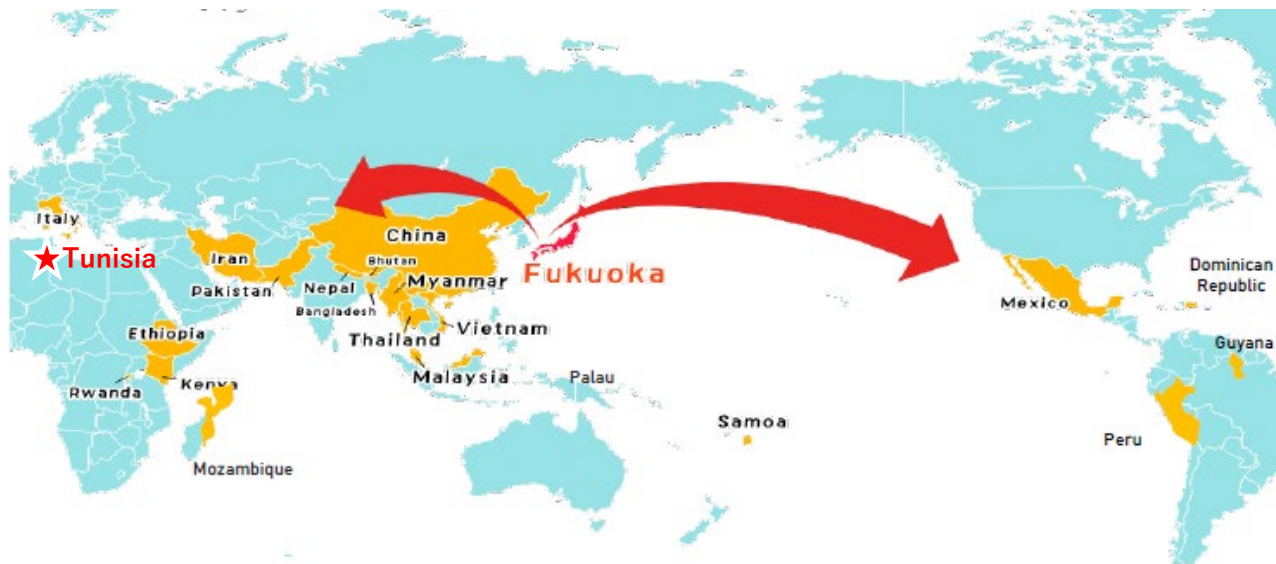 Italy
Tunisia
Iran
Pakistan
China
Bhutan
Nepal
Myanmar
Bangladesh
Fukuoka
Thailand
Vietnam
Malaysia
Palau
Ethiopia
Rwanda
Kenya
Mozambique
Samoa
Mexico
Dominican
Republic
Guyana
Peru